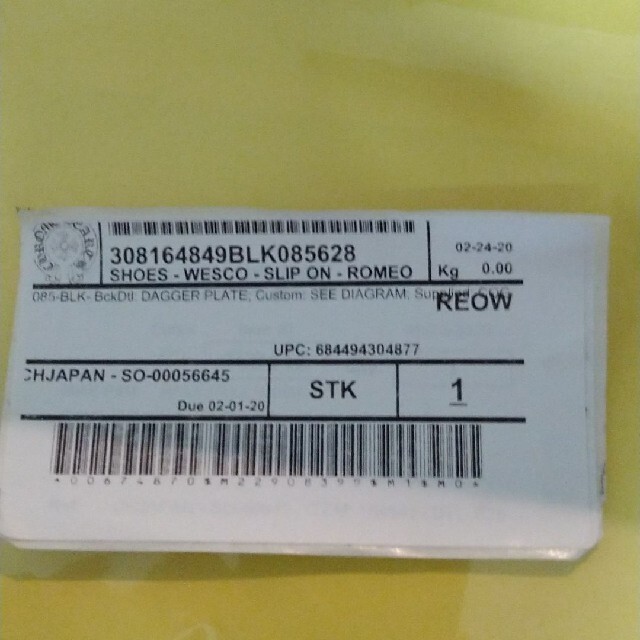 308164849BLK085628
SHOES - WESCO - SLIP ON - ROMEO
02-24-20
Kg 0.00
085-BLK- BckDtl: DAGGER PLATE; Custom: SEE DIAGRAM;
REOW
UPC: 684494304877
CHJAPAN - SO-00056645
Due 02-01-20
STK
1